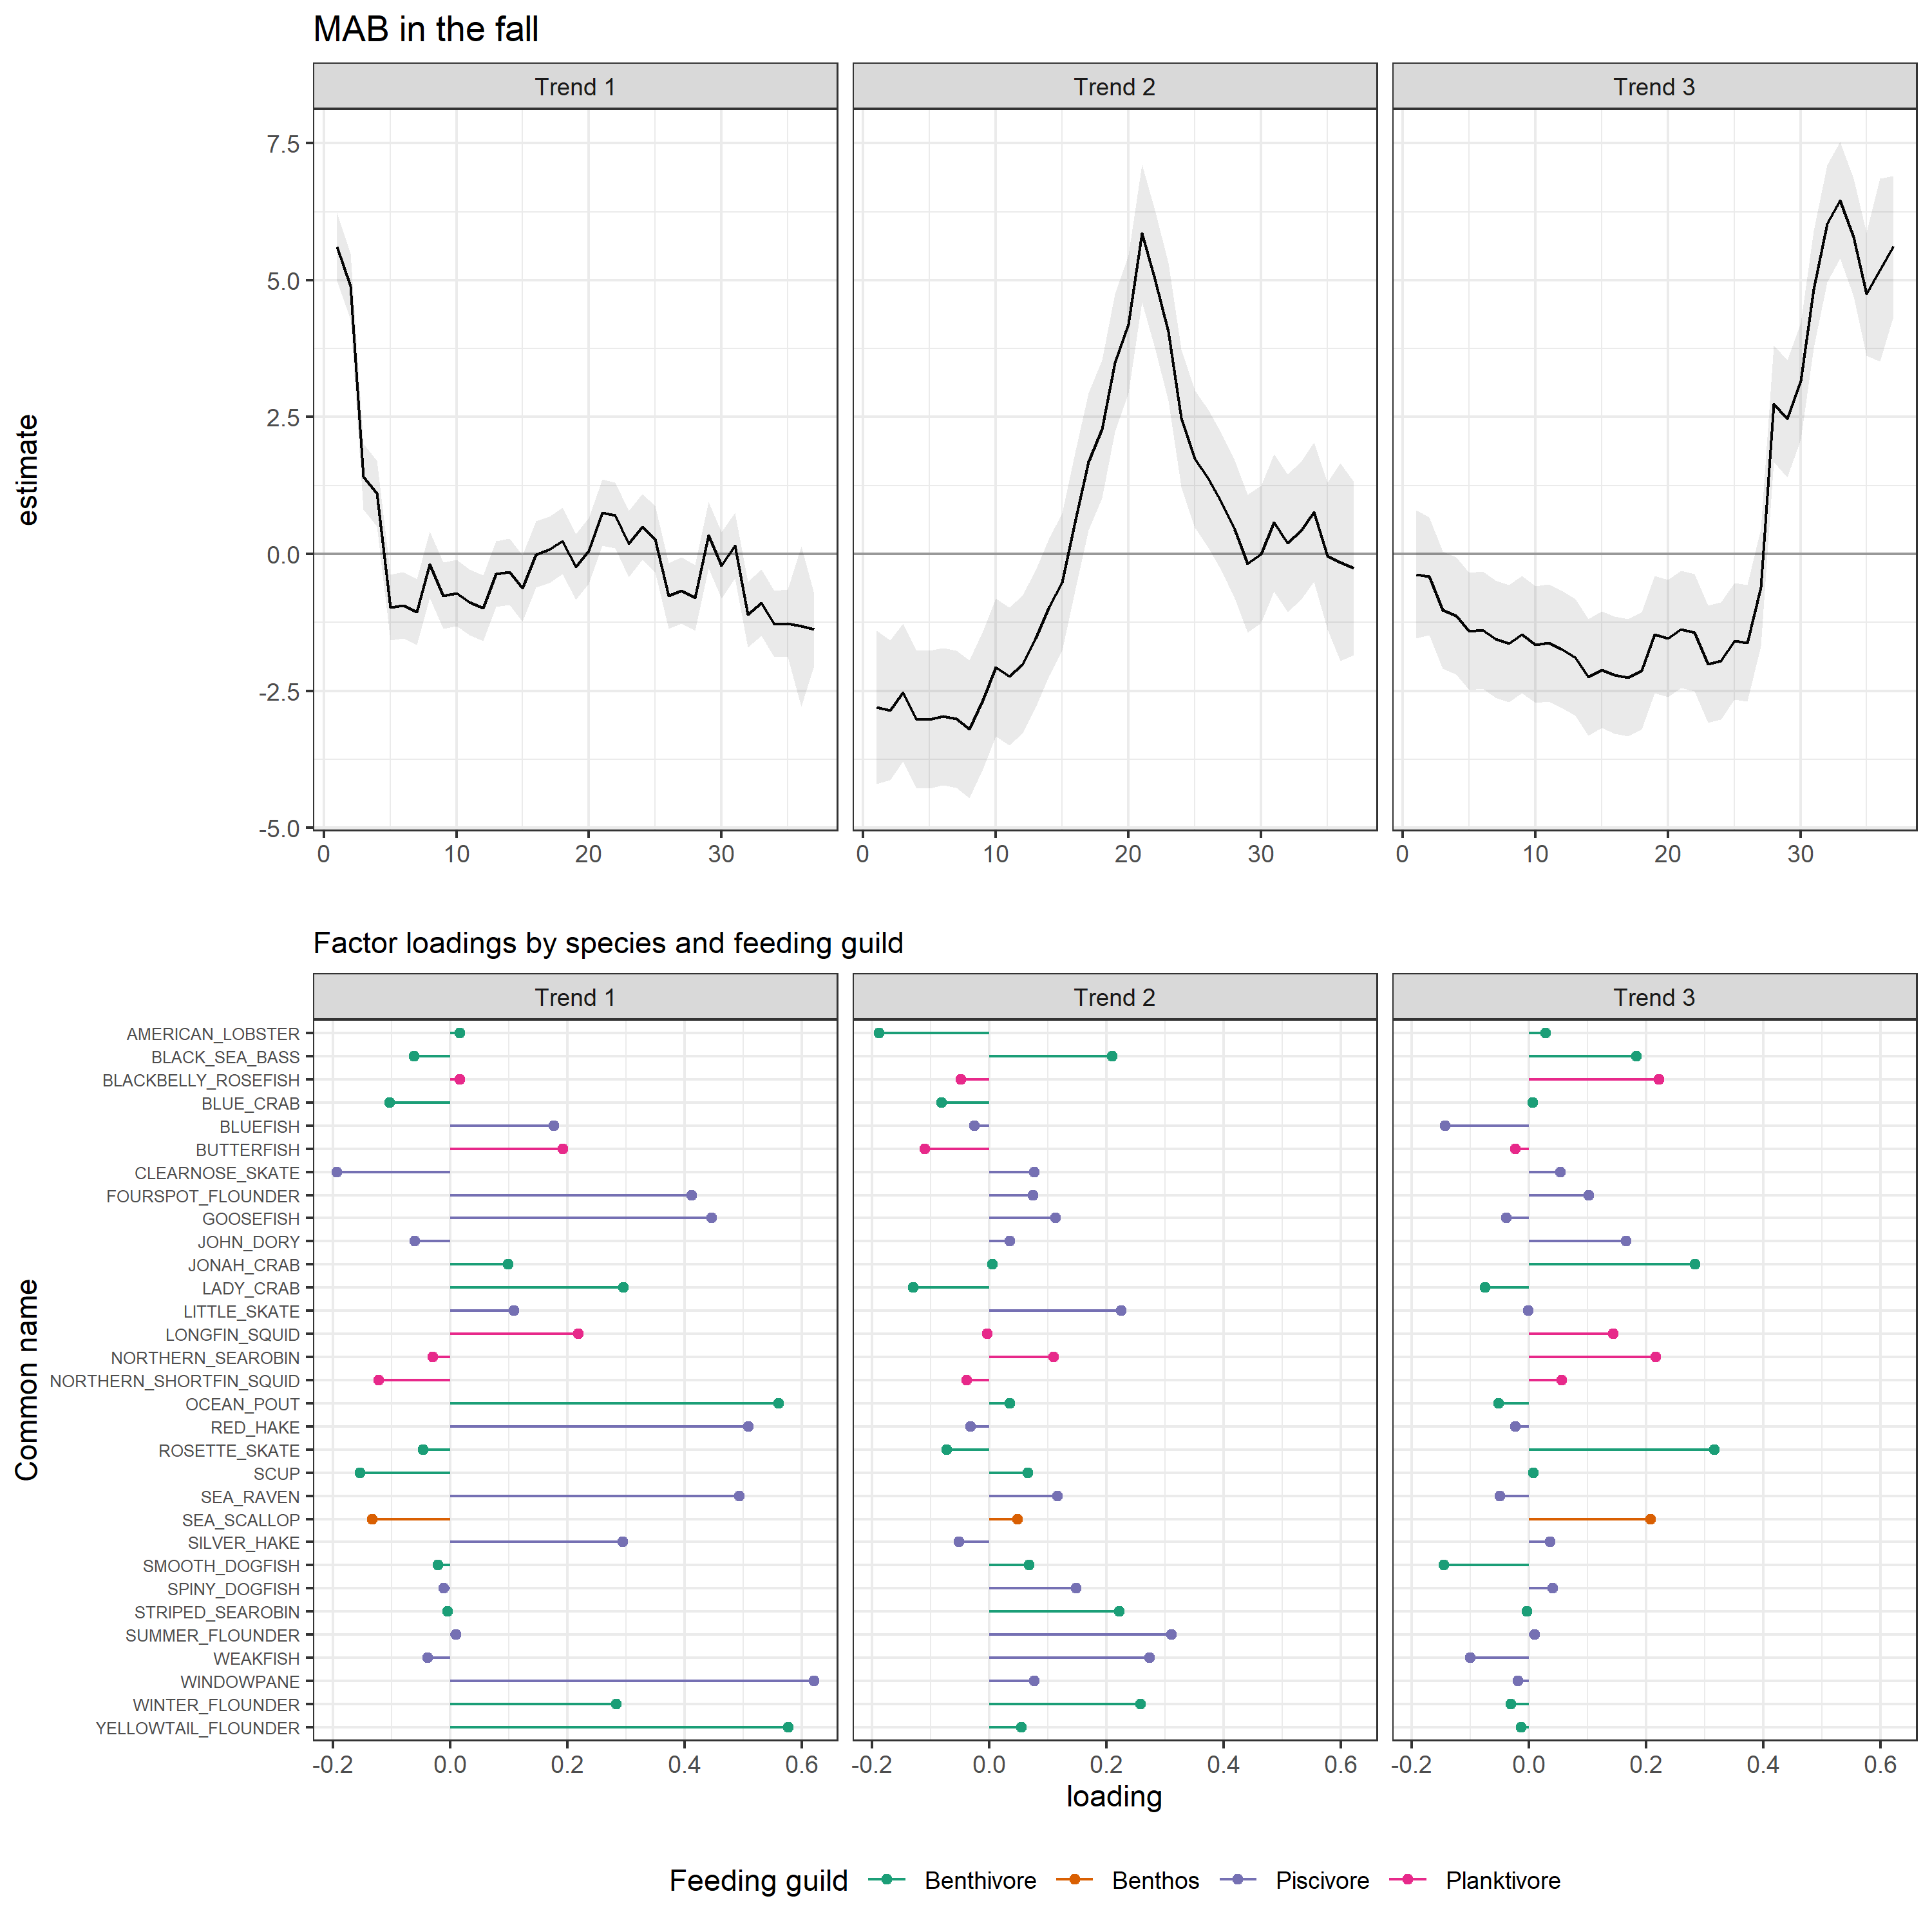 MAB in the fall
Trend 1
Trend 2
Trend 3
estimate
7.5
5.0
2.5
0.0
-2.5
-5.0
0 10 20 30
0 10 20 30
0 10 20 30
Factor loadings by species and feeding guild
Trend 1
Trend 2
Trend 3
Common name
AMERICAN_LOBSTER
BLACK_SEA_BASS
BLACKBELLY_ROSEFISH
BLUE_CRAB
BLUEFISH
BUTTERFISH
CLEARNOSE_SKATE
FOURSPOT_FLOUNDER
GOOSEFISH
JOHN_DORY
JONAH_CRAB
LADY_CRAB
LITTLE_SKATE
LONGFIN_SQUID
NORTHERN_SEAROBIN
NORTHERN_SHORTFIN_SQUID
OCEAN_POUT
RED_HAKE
ROSETTE_SKATE
SCUP
SEA_RAVEN
SEA_SCALLOP
SILVER_HAKE
SMOOTH_DOGFISH
SPINY_DOGFISH
STRIPED_SEAROBIN
SUMMER_FLOUNDER
WEAKFISH
WINDOWPANE
WINTER_FLOUNDER
YELLOWTAIL_FLOUNDER
-0.2 0.0 0.2 0.4 0.6
-0.2 0.0 0.2 0.4 0.6
-0.2 0.0 0.2 0.4 0.6
loading
Feeding guild Benthivore Benthos Piscivore Planktivore